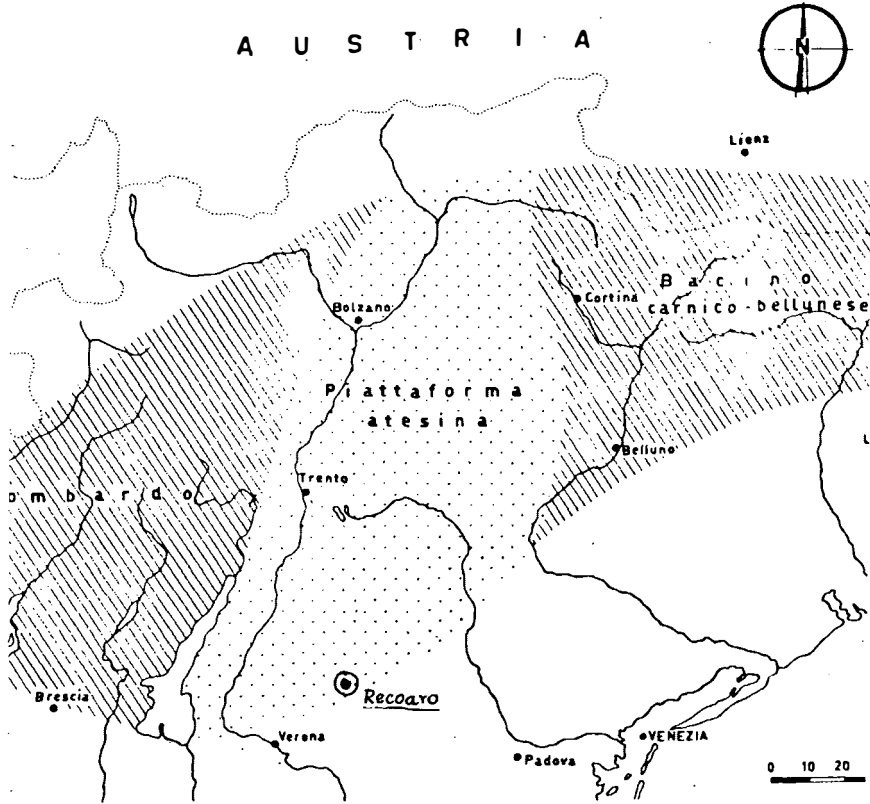 AUSTRIA
N
Lienz
Bacino
carnico-bellunese
Cortina
Bolzano
Piattaforma
atesina
Belluno
Trento
ombardo
Recoaro
Brescia
Verona
VENEZIA
Padova
0 10 20